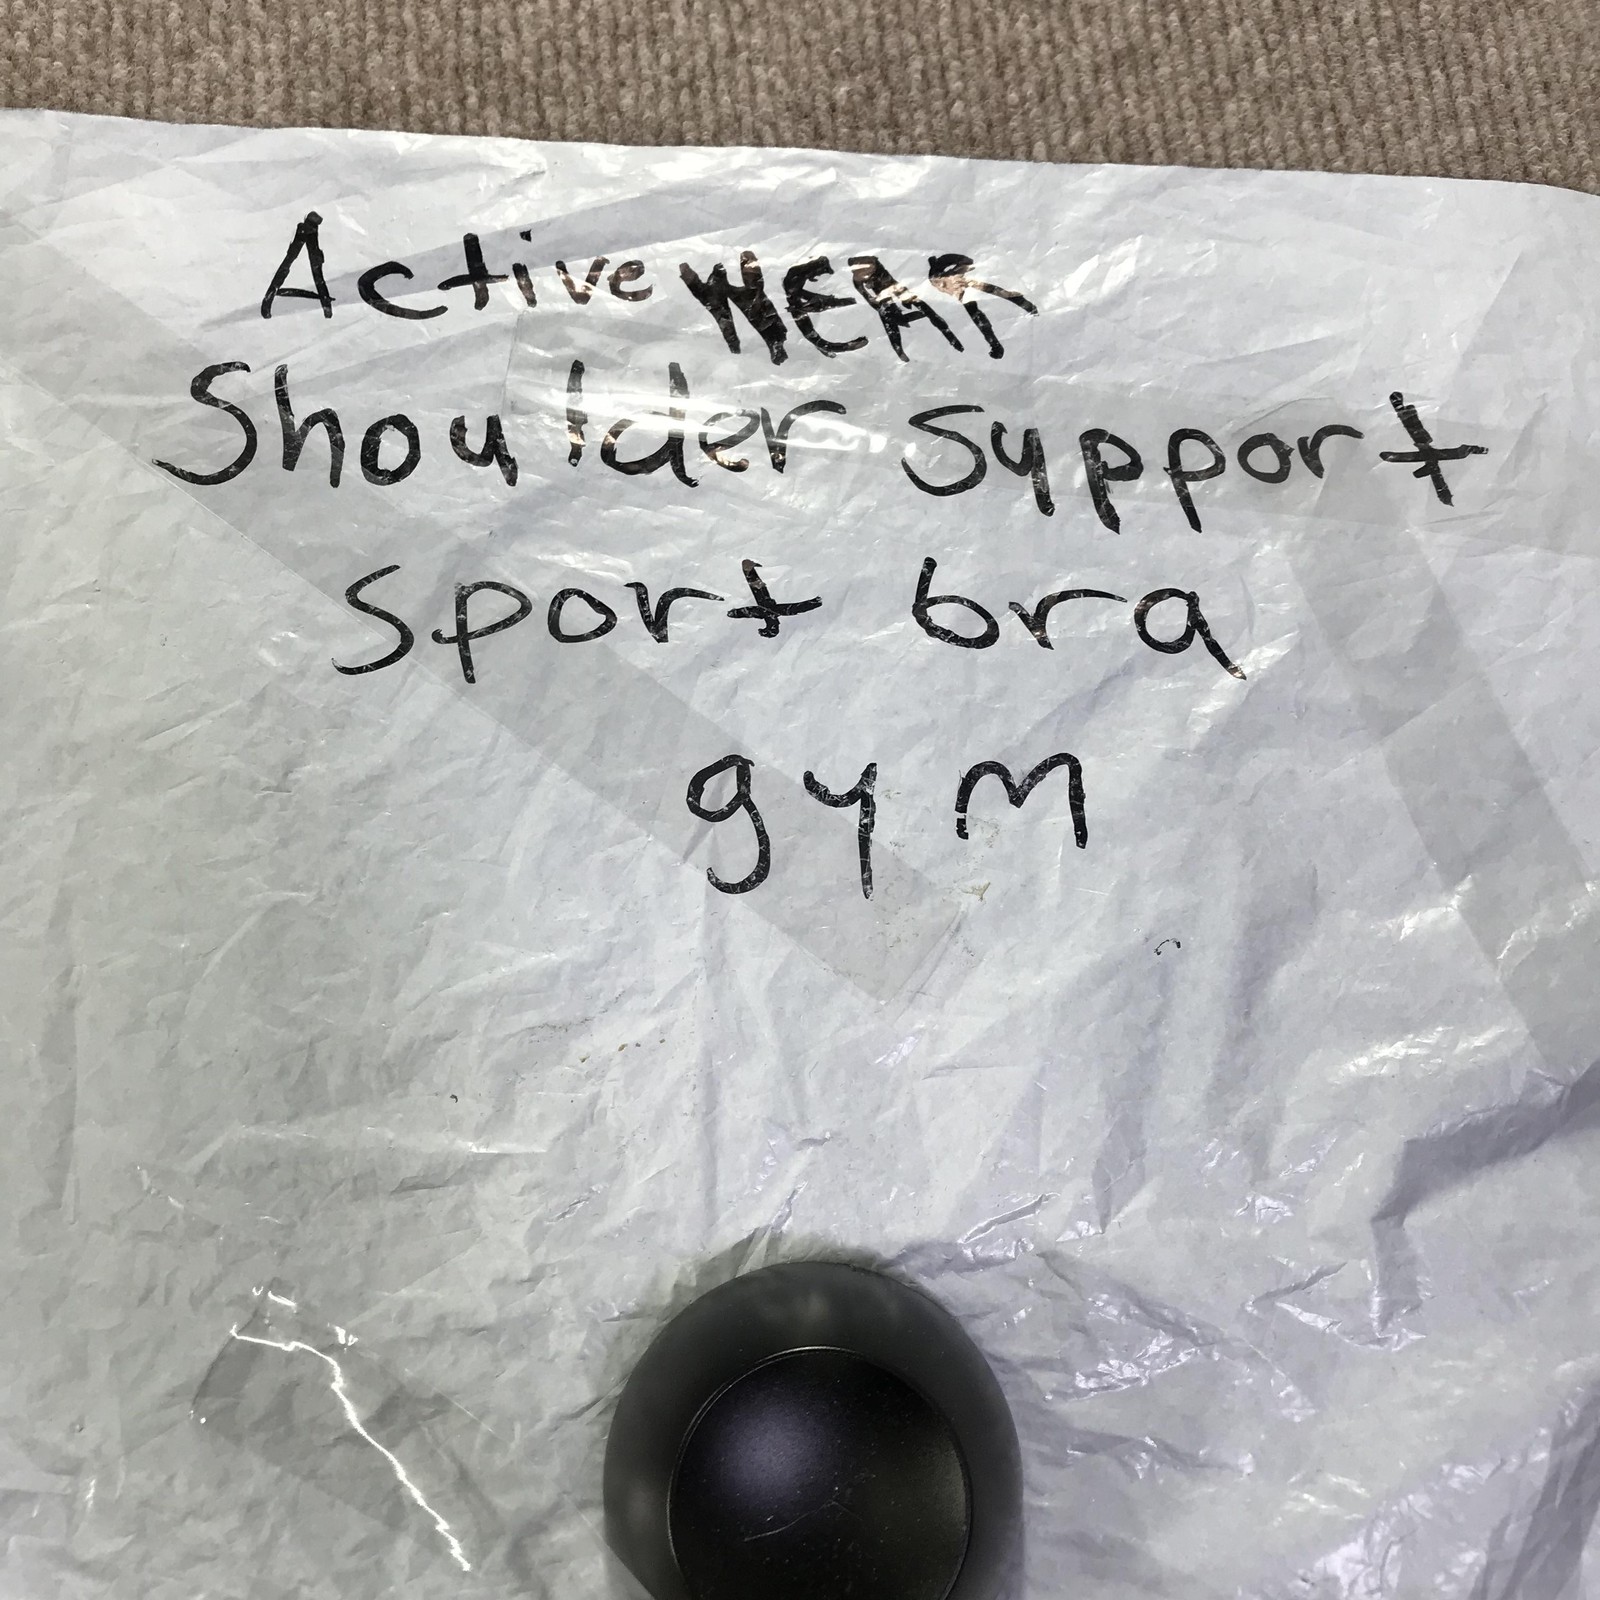 Active WEAR
Shoulder support
sport bra
gym